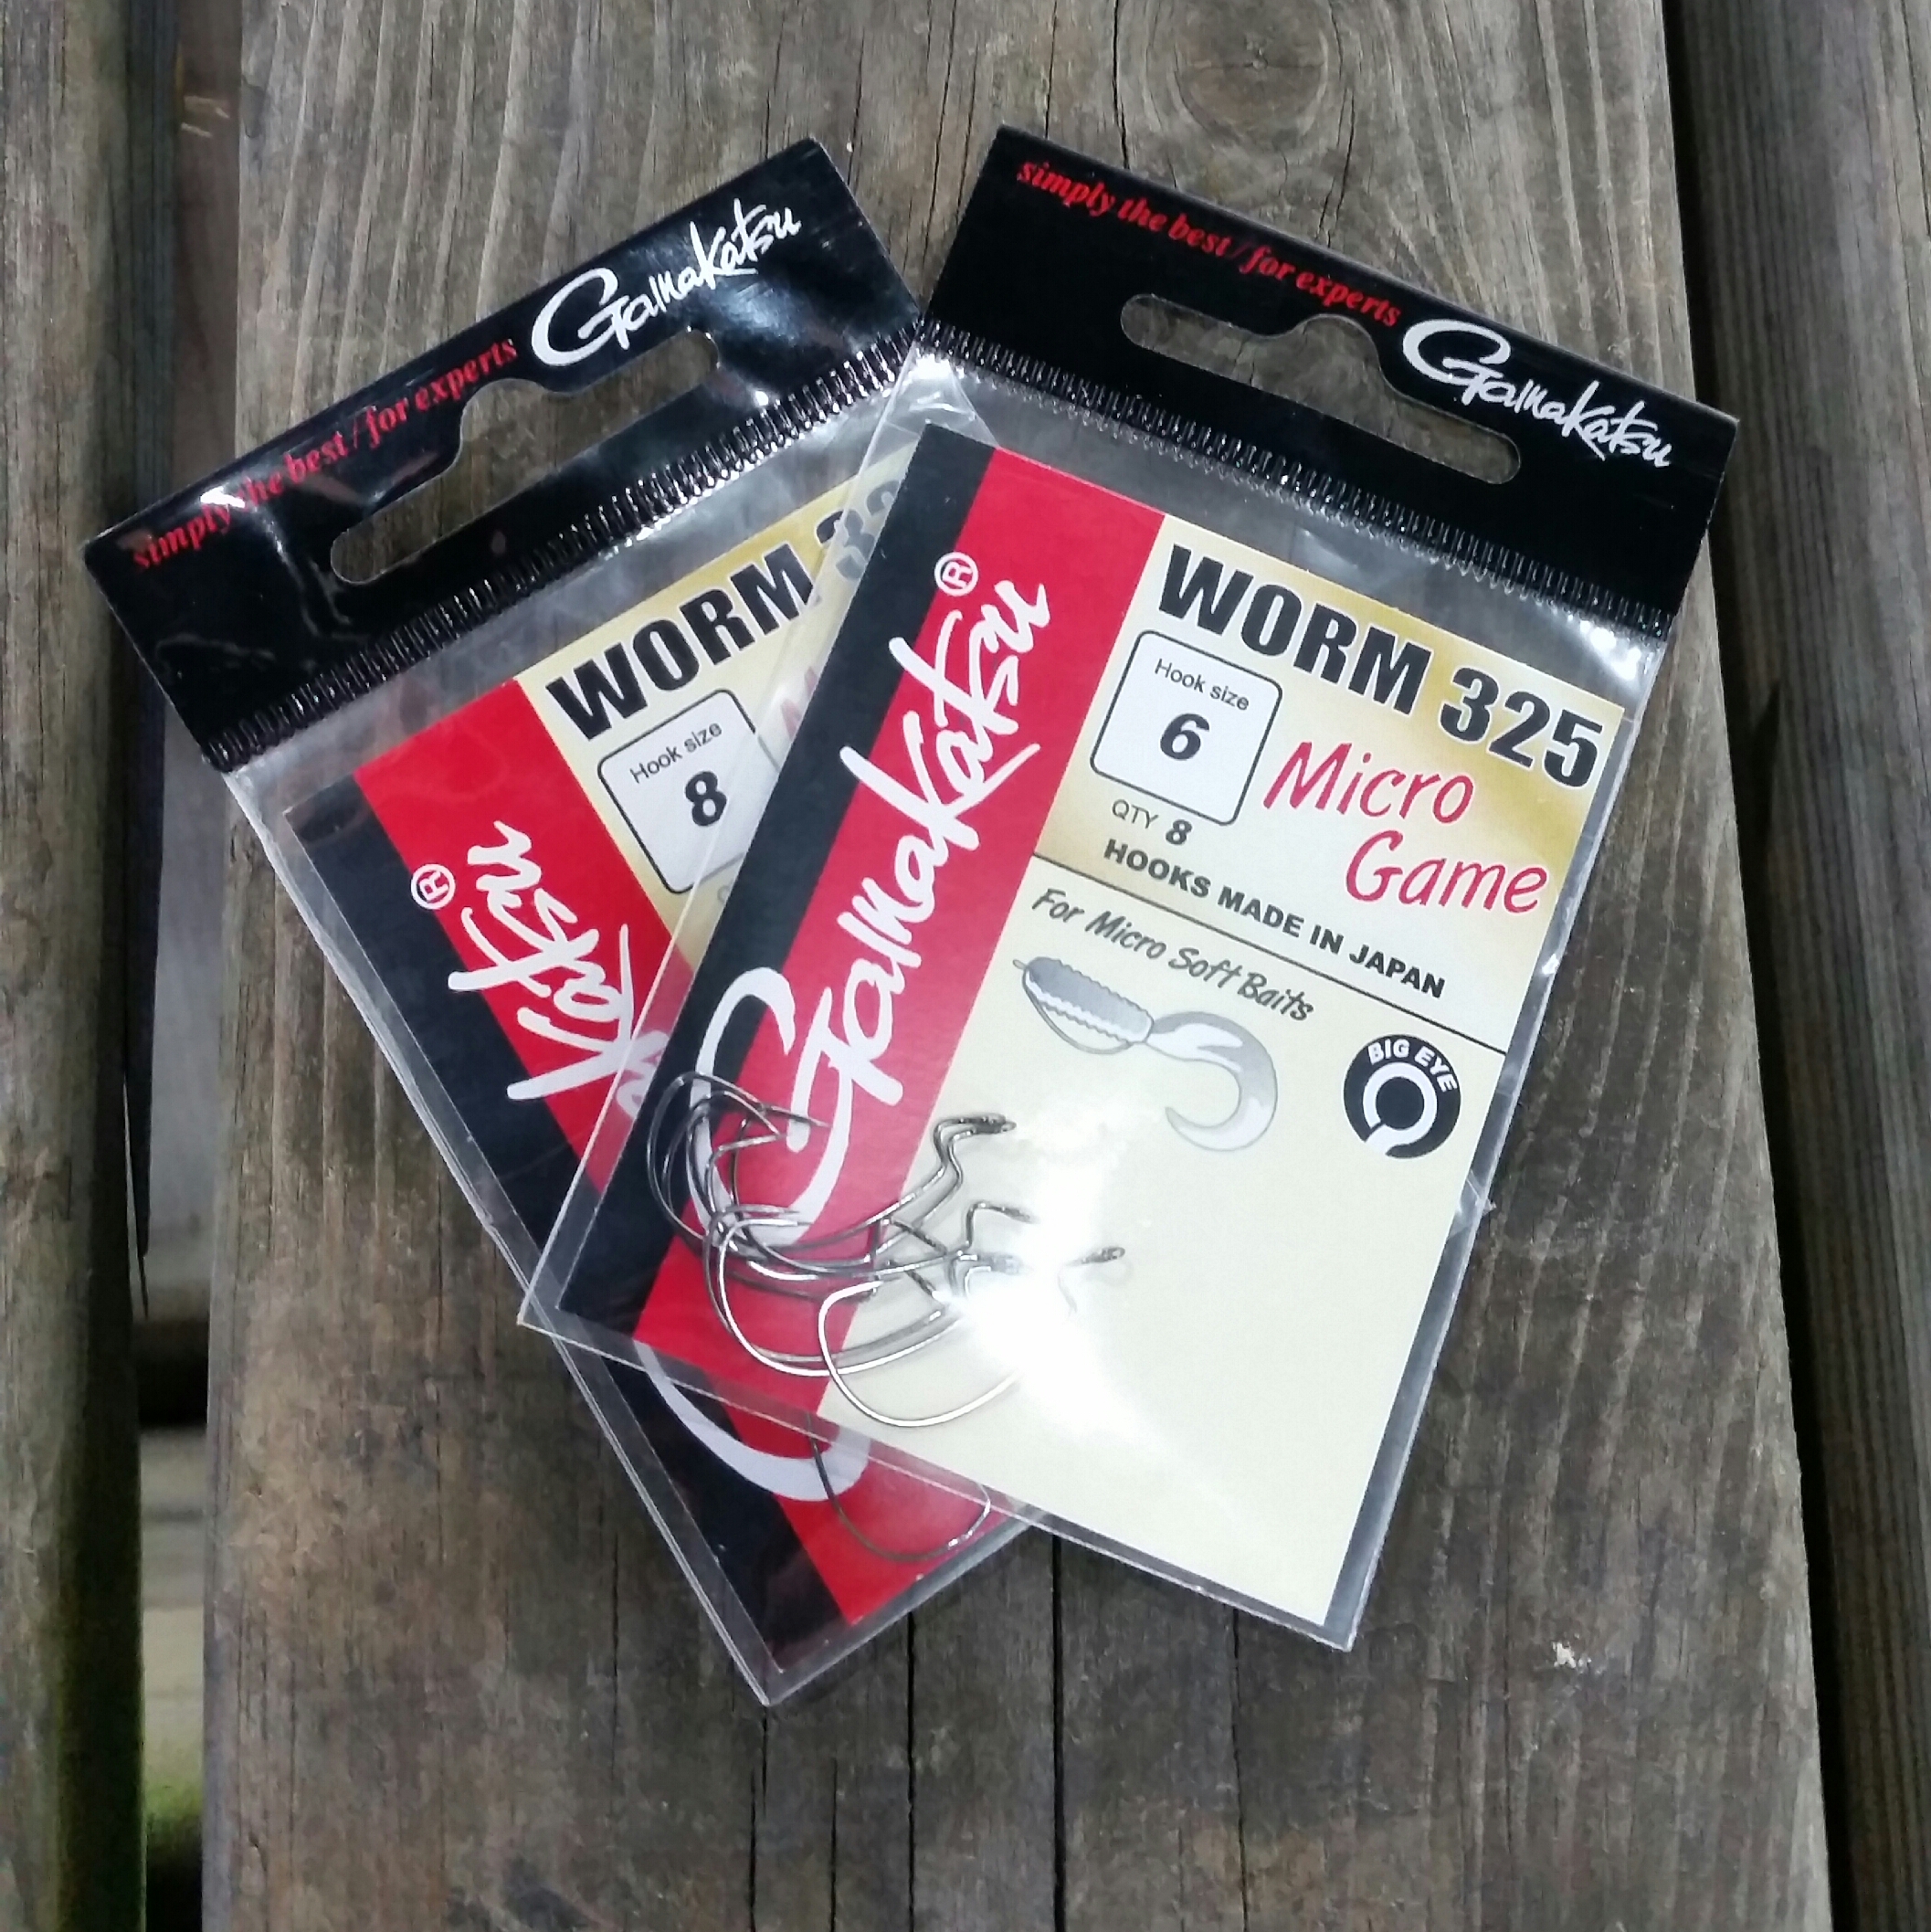 simply the best/for experts Gamakatsu
WORM
Hook size
8
Gamakatsu®
simply the best/for experts Gamakatsu
WORM 325
Hook size
6
Micro
Game
QTY 8
HOOKS MADE IN JAPAN
For Micro Soft Baits
BIG EYE
Gamakatsu®